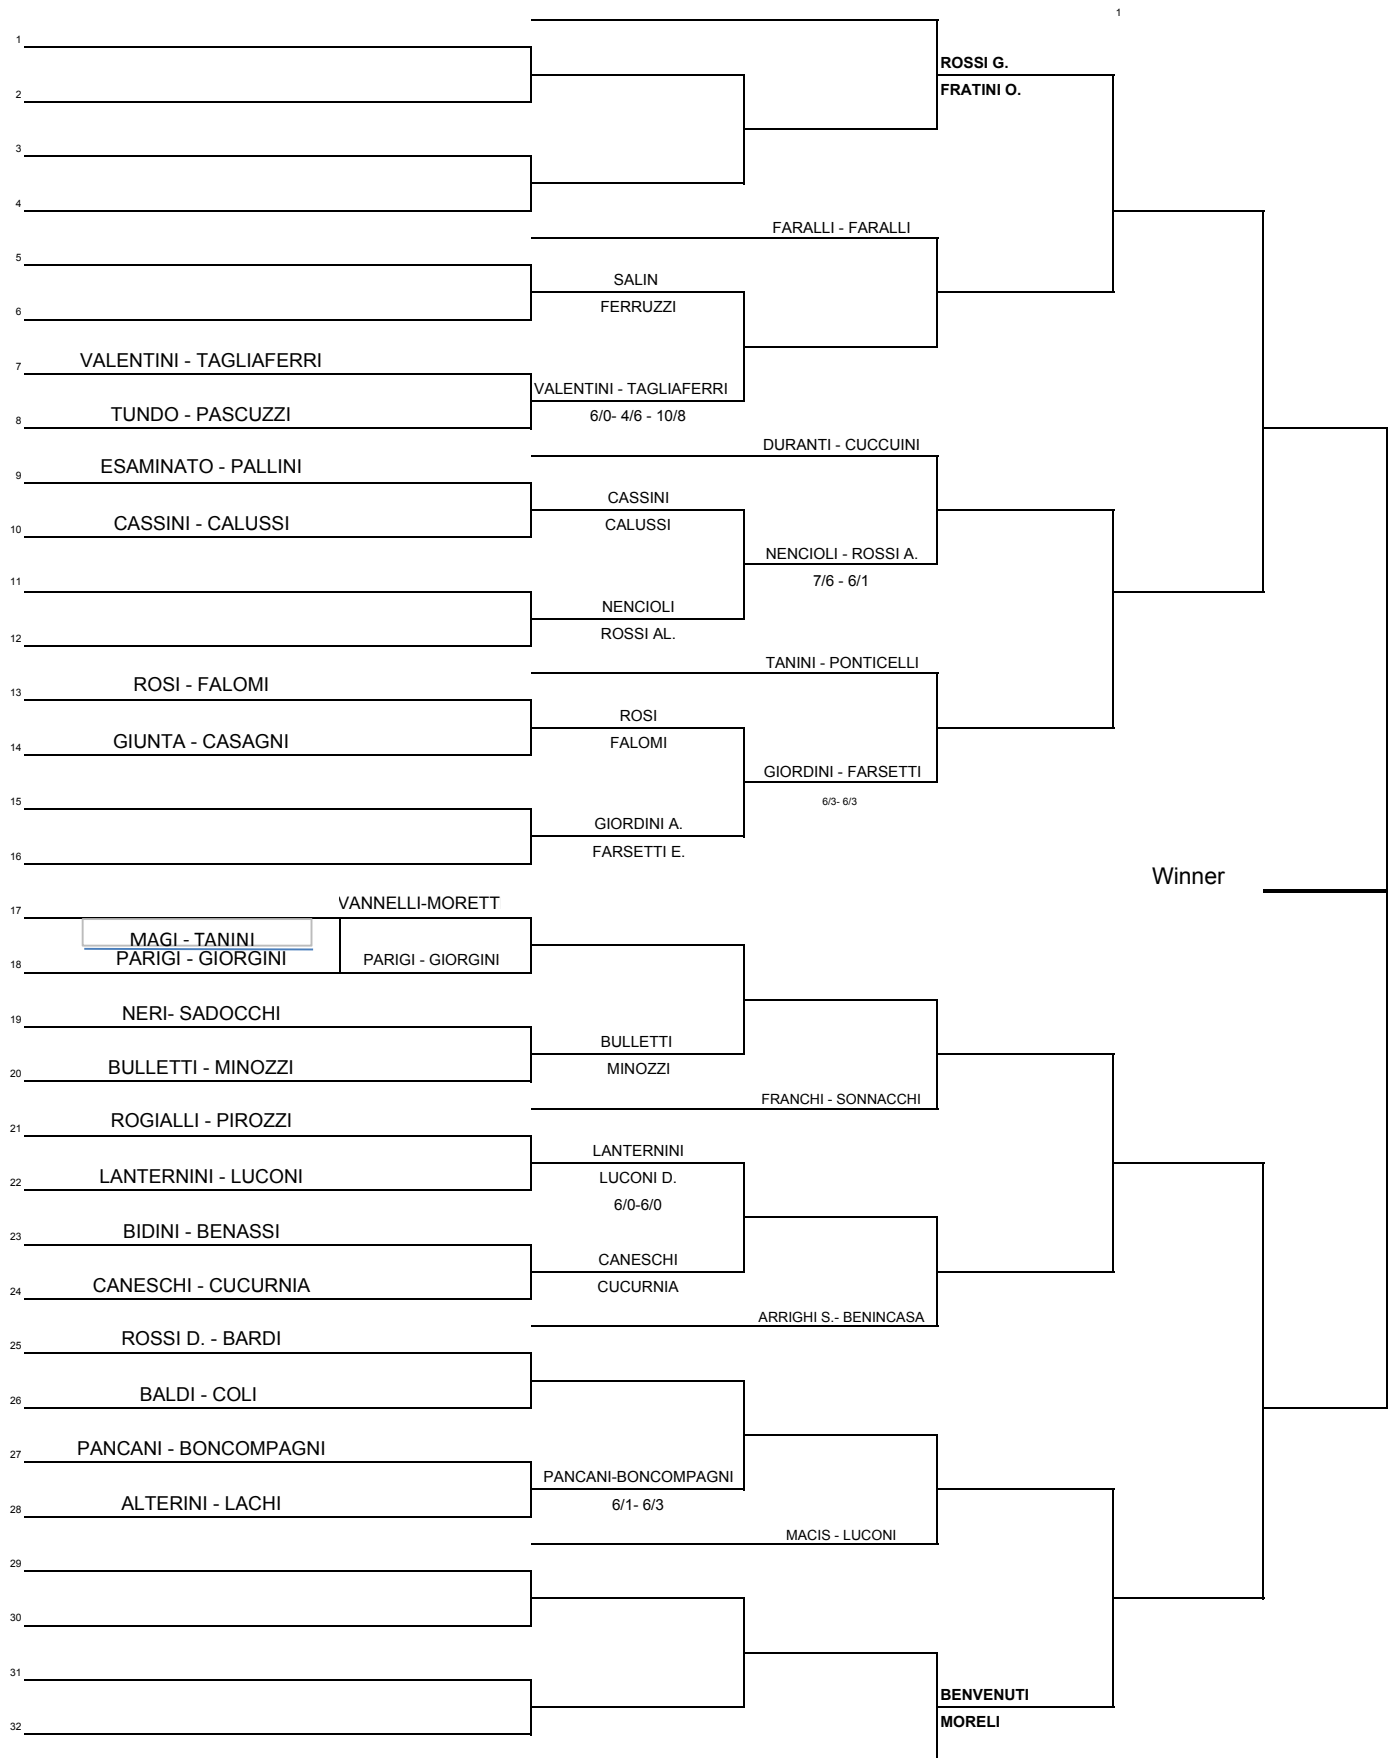 1
1
ROSSI G.
2
FRATINI O.
3
4
FARALLI - FARALLI
5
SALIN
6
FERRUZZI
7
VALENTINI - TAGLIAFERRI
VALENTINI - TAGLIAFERRI
8
TUNDO - PASCUZZI
6/0- 4/6 - 10/8
DURANTI - CUCCUINI
9
ESAMINATO - PALLINI
CASSINI
10
CASSINI - CALUSSI
CALUSSI
NENCIOLI - ROSSI A.
11
7/6 - 6/1
NENCIOLI
12
ROSSI AL.
TANINI - PONTICELLI
13
ROSI - FALOMI
ROSI
14
GIUNTA - CASAGNI
FALOMI
GIORDINI - FARSETTI
15
6/3- 6/3
GIORDINI A.
16
FARSETTI E.
Winner
17
VANNELLI-MORETT
MAGI - TANINI
18
PARIGI - GIORGINI
PARIGI - GIORGINI
19
NERI- SADOCCHI
BULLETTI
20
BULLETTI - MINOZZI
MINOZZI
FRANCHI - SONNACCHI
21
ROGIALLI - PIROZZI
LANTERNINI
22
LANTERNINI - LUCONI
LUCONI D.
6/0-6/0
23
BIDINI - BENASSI
CANESCHI
24
CANESCHI - CUCURNIA
CUCURNIA
ARRIGHI S.- BENINCASA
25
ROSSI D. - BARDI
26
BALDI - COLI
27
PANCANI - BONCOMPAGNI
PANCANI-BONCOMPAGNI
28
ALTERINI - LACHI
6/1- 6/3
MACIS - LUCONI
29
30
31
BENVENUTI
32
MORELI